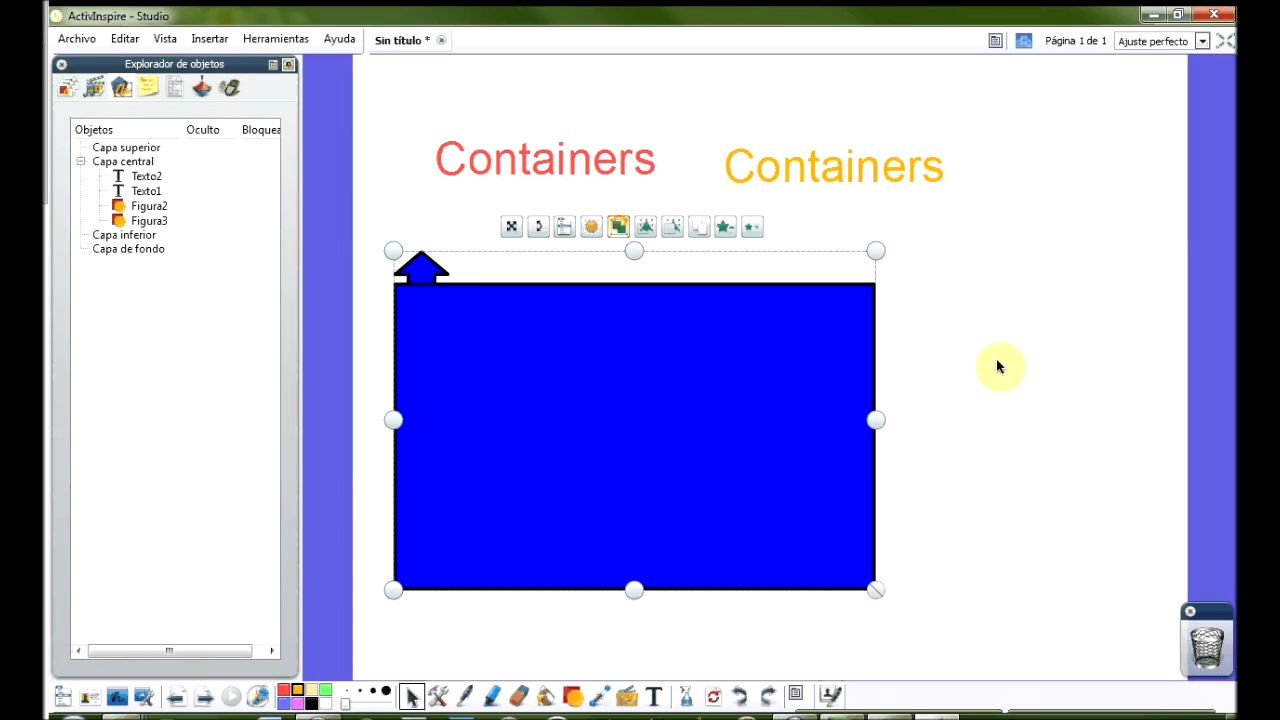 ActivInspire - Studio
Archivo Editar Vista Insertar Herramientas Ayuda
Sin título *
Página 1 de 1
Ajuste perfecto
Explorador de objetos
Objetos Oculto Bloquea
Capa superior
Capa central
Texto2
Texto1
Figura2
Figura3
Capa inferior
Capa de fondo
Containers
Containers